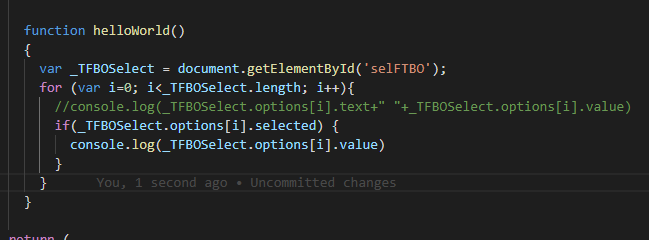 function helloWorld()
{
var _TFBOSelect = document.getElementById('selFTBO');
for (var i=0; i<_TFBOSelect.length; i++){
//console.log(_TFBOSelect.options[i].text+" "+_TFBOSelect.options[i].value)
if(_TFBOSelect.options[i].selected) {
console.log(_TFBOSelect.options[i].value)
}
} You, 1 second ago • Uncommitted changes
}
return (